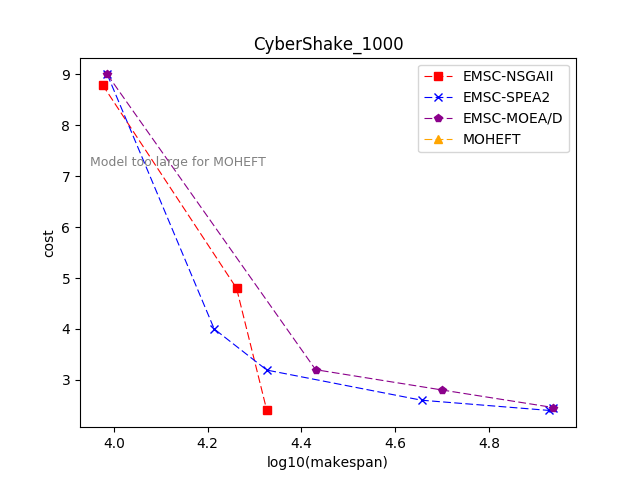 CyberShake_1000
EMSC-NSGAII
EMSC-SPEA2
EMSC-MOEA/D
MOHEFT
Model too large for MOHEFT
cost
9
8
7
6
5
4
3
4.0 4.2 4.4 4.6 4.8
log10(makespan)